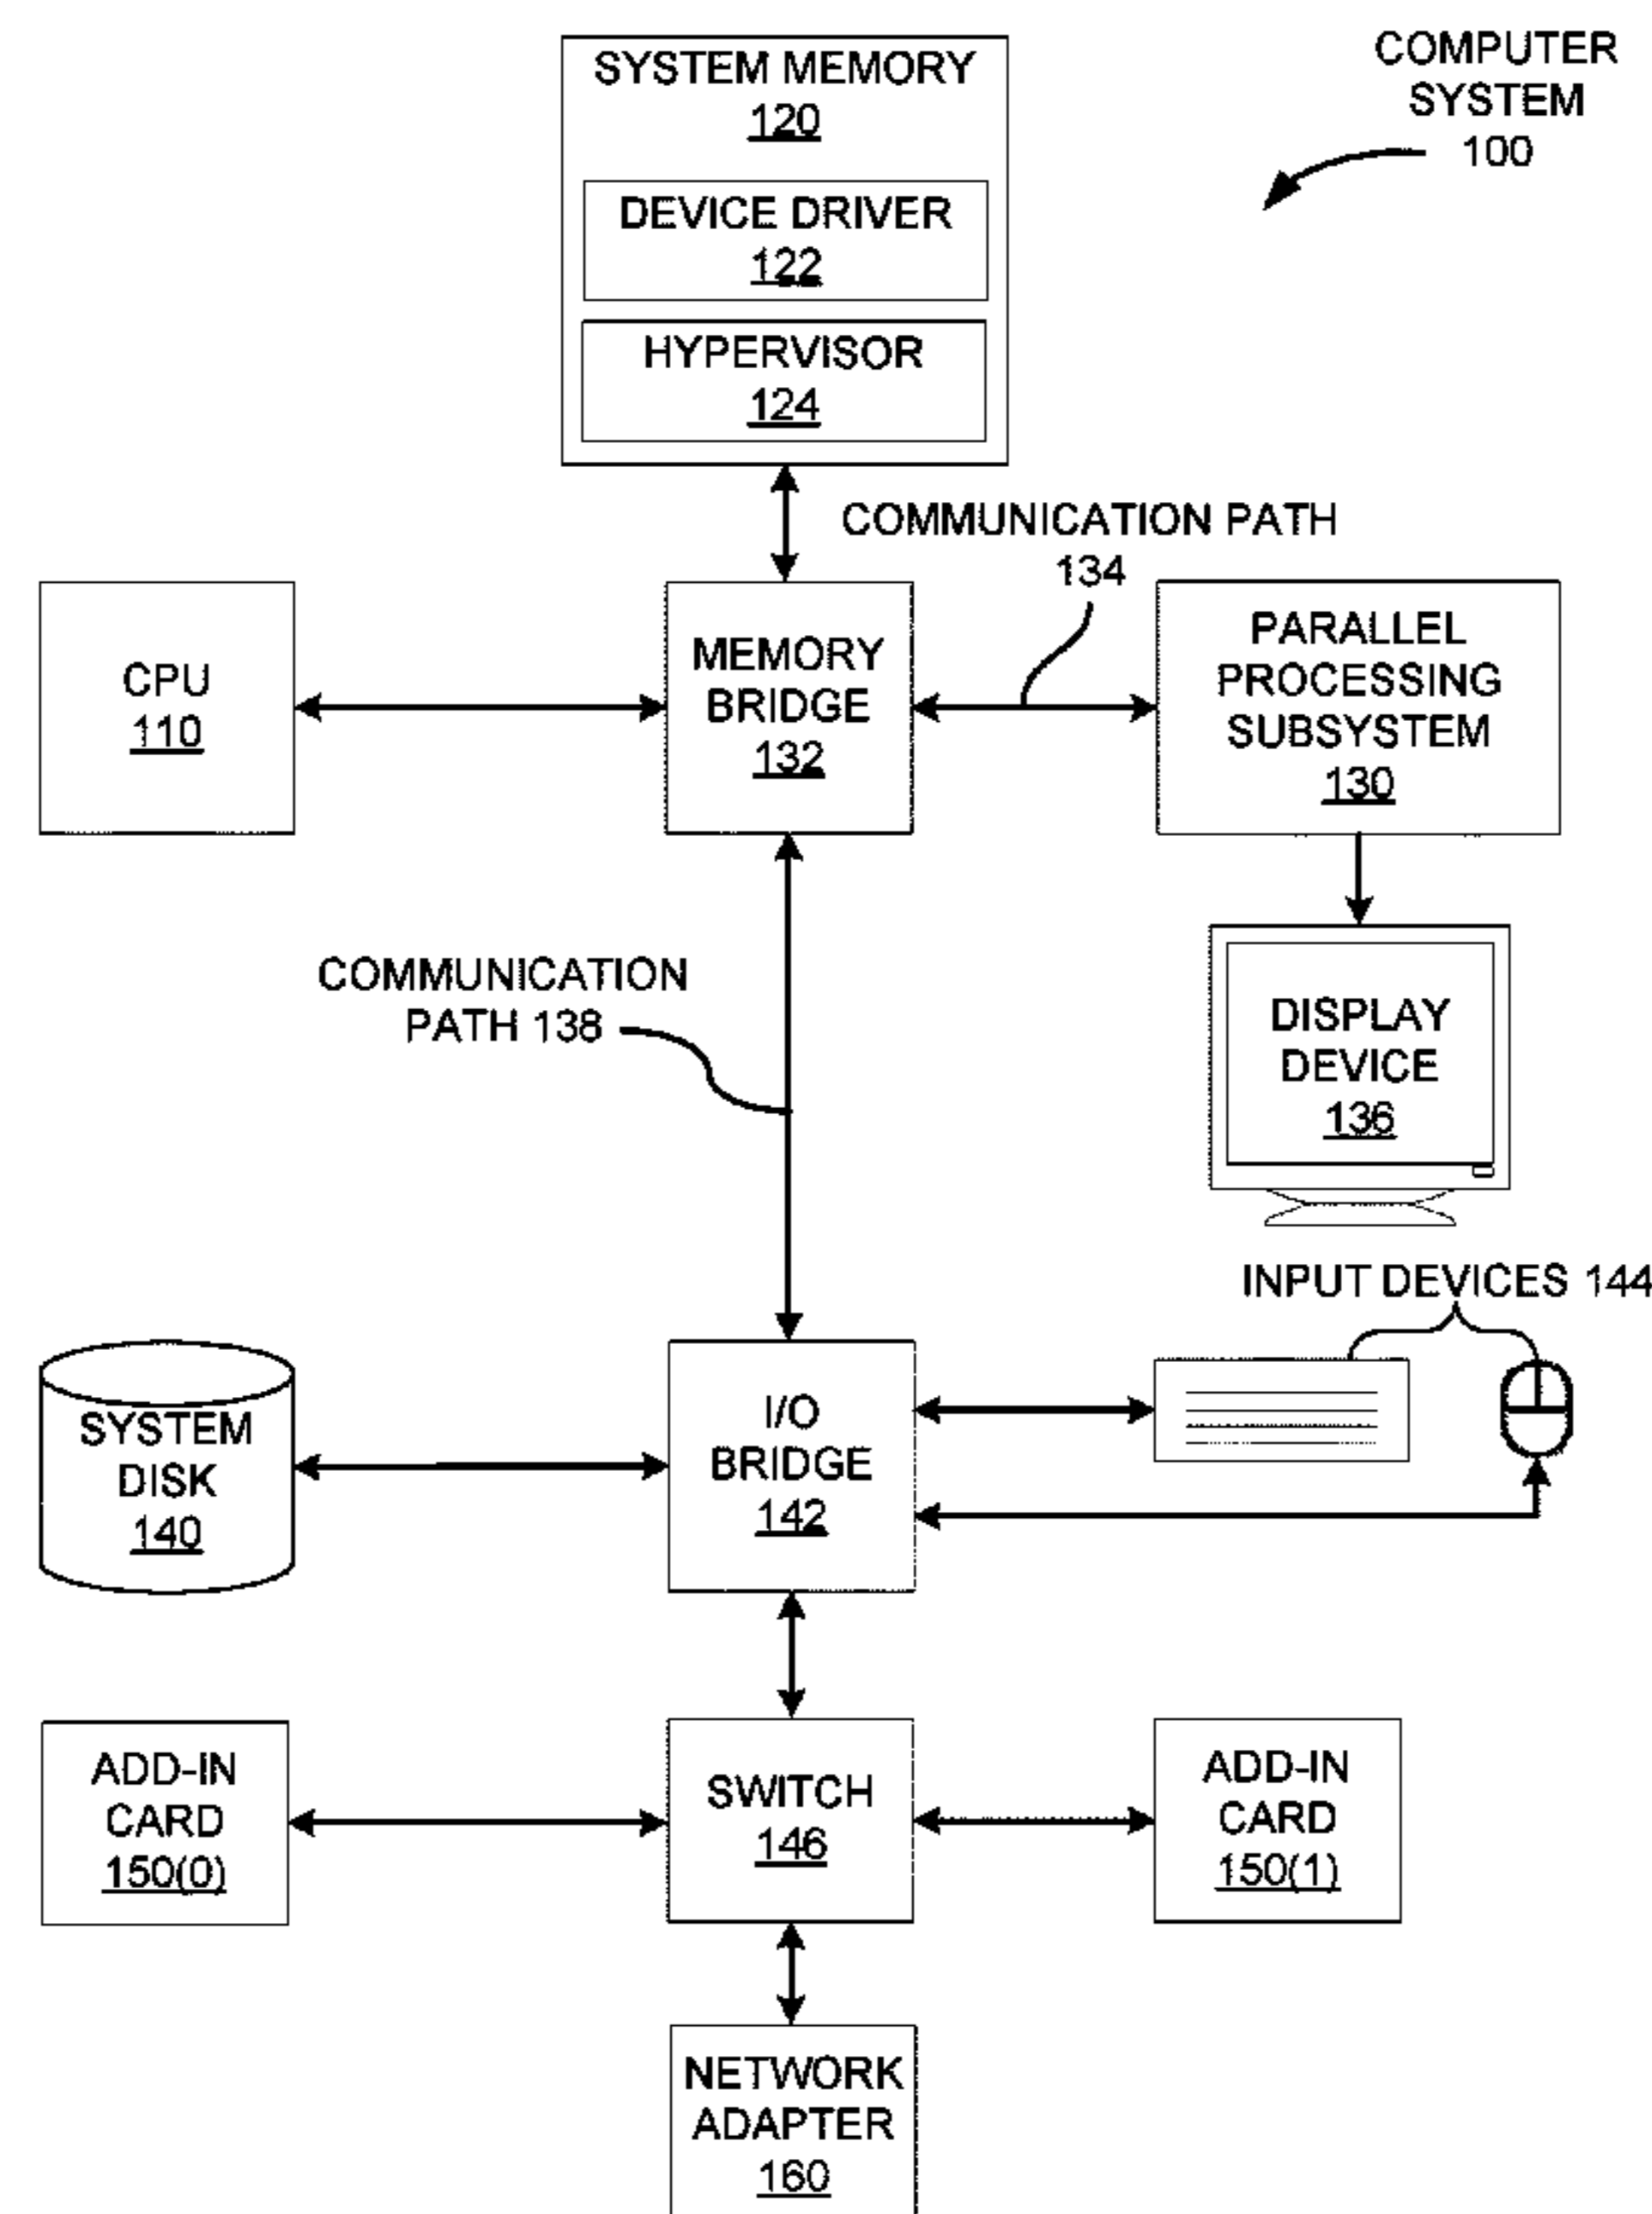 SYSTEM MEMORY
120
COMPUTER
SYSTEM
100
DEVICE DRIVER
122
HYPERVISOR
124
COMMUNICATION PATH
134
CPU
110
MEMORY
BRIDGE
132
PARALLEL
PROCESSING
SUBSYSTEM
130
COMMUNICATION
PATH 138
DISPLAY
DEVICE
136
INPUT DEVICES 144
SYSTEM
DISK
140
I/O
BRIDGE
142
ADD-IN
CARD
150(0)
SWITCH
146
ADD-IN
CARD
150(1)
NETWORK
ADAPTER
160